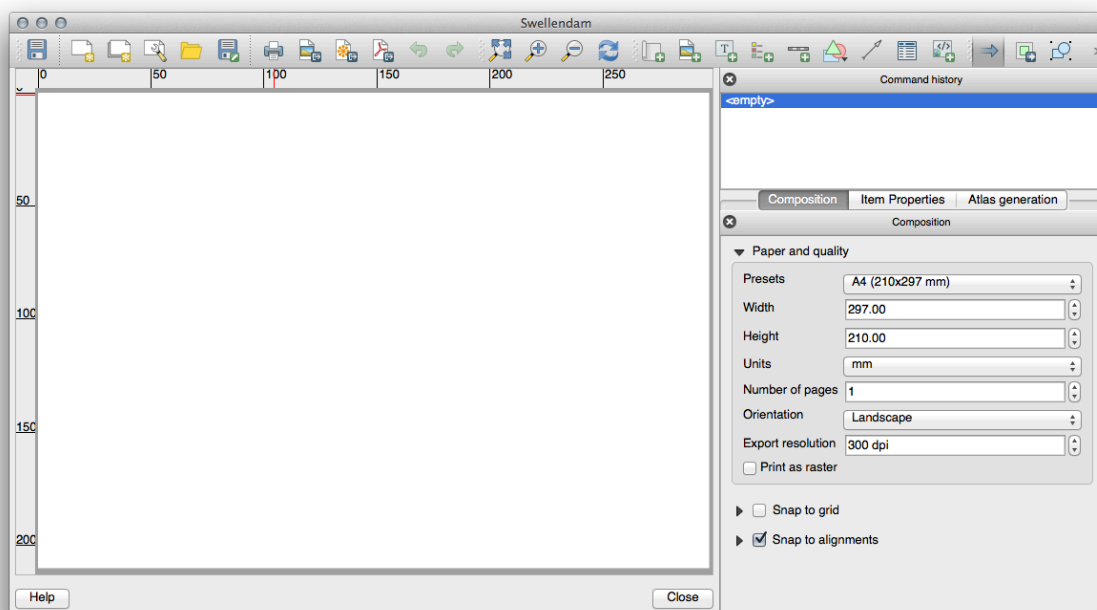 Swellendam
0 50 100 150 200 250
Command history
<empty>
0
50
100
150
200
Composition Item Properties Atlas generation
Composition
Paper and quality
Presets A4 (210x297 mm)
Width 297.00
Height 210.00
Units mm
Number of pages 1
Orientation Landscape
Export resolution 300 dpi
Print as raster
Snap to grid
Snap to alignments
Help Close